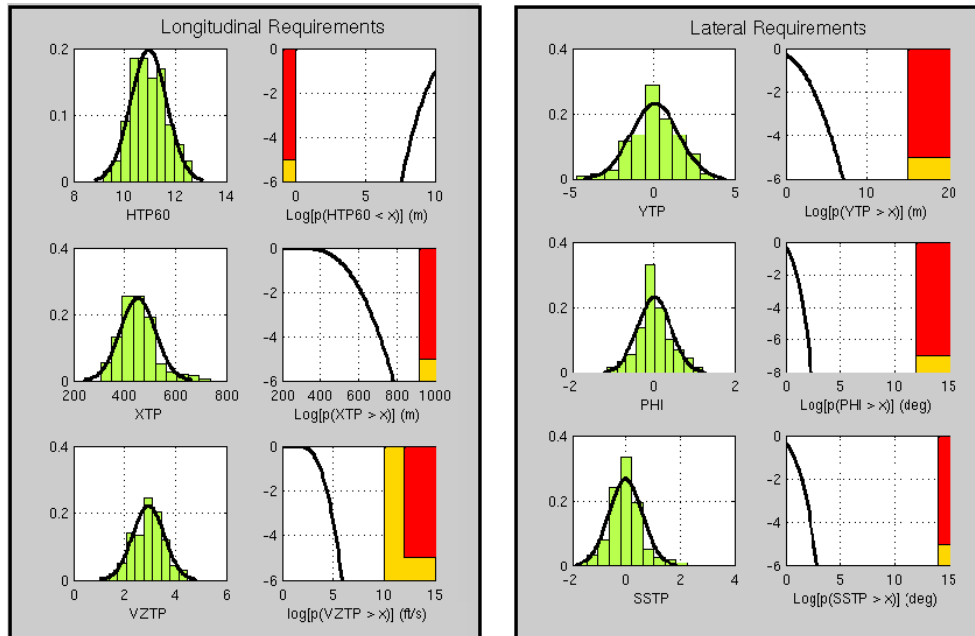 Longitudinal Requirements
0.2
0.1
0
8 10 12 14
HTP60
0
−2
−4
−6
0 5 10
Log[p(HTP60 < x)] (m)
0.4
0.2
0
200 400 600 800
XTP
0
−2
−4
−6
200 400 600 800 1000
Log[p(XTP > x)] (m)
0.4
0.2
0
0 2 4 6
VZTP
0
−2
−4
−6
0 5 10 15
log[p(VZTP > x)] (ft/s)
Lateral Requirements
0.4
0.2
0
−5 0 5
YTP
0
−2
−4
−6
0 10 20
Log[p(YTP > x)] (m)
0.4
0.2
0
−2 0 2
PHI
0
−2
−4
−6
−8
0 5 10 15
Log[p(PHI > x)] (deg)
0.4
0.2
0
−2 0 2 4
SSTP
0
−2
−4
−6
0 5 10 15
Log[p(SSTP > x)] (deg)